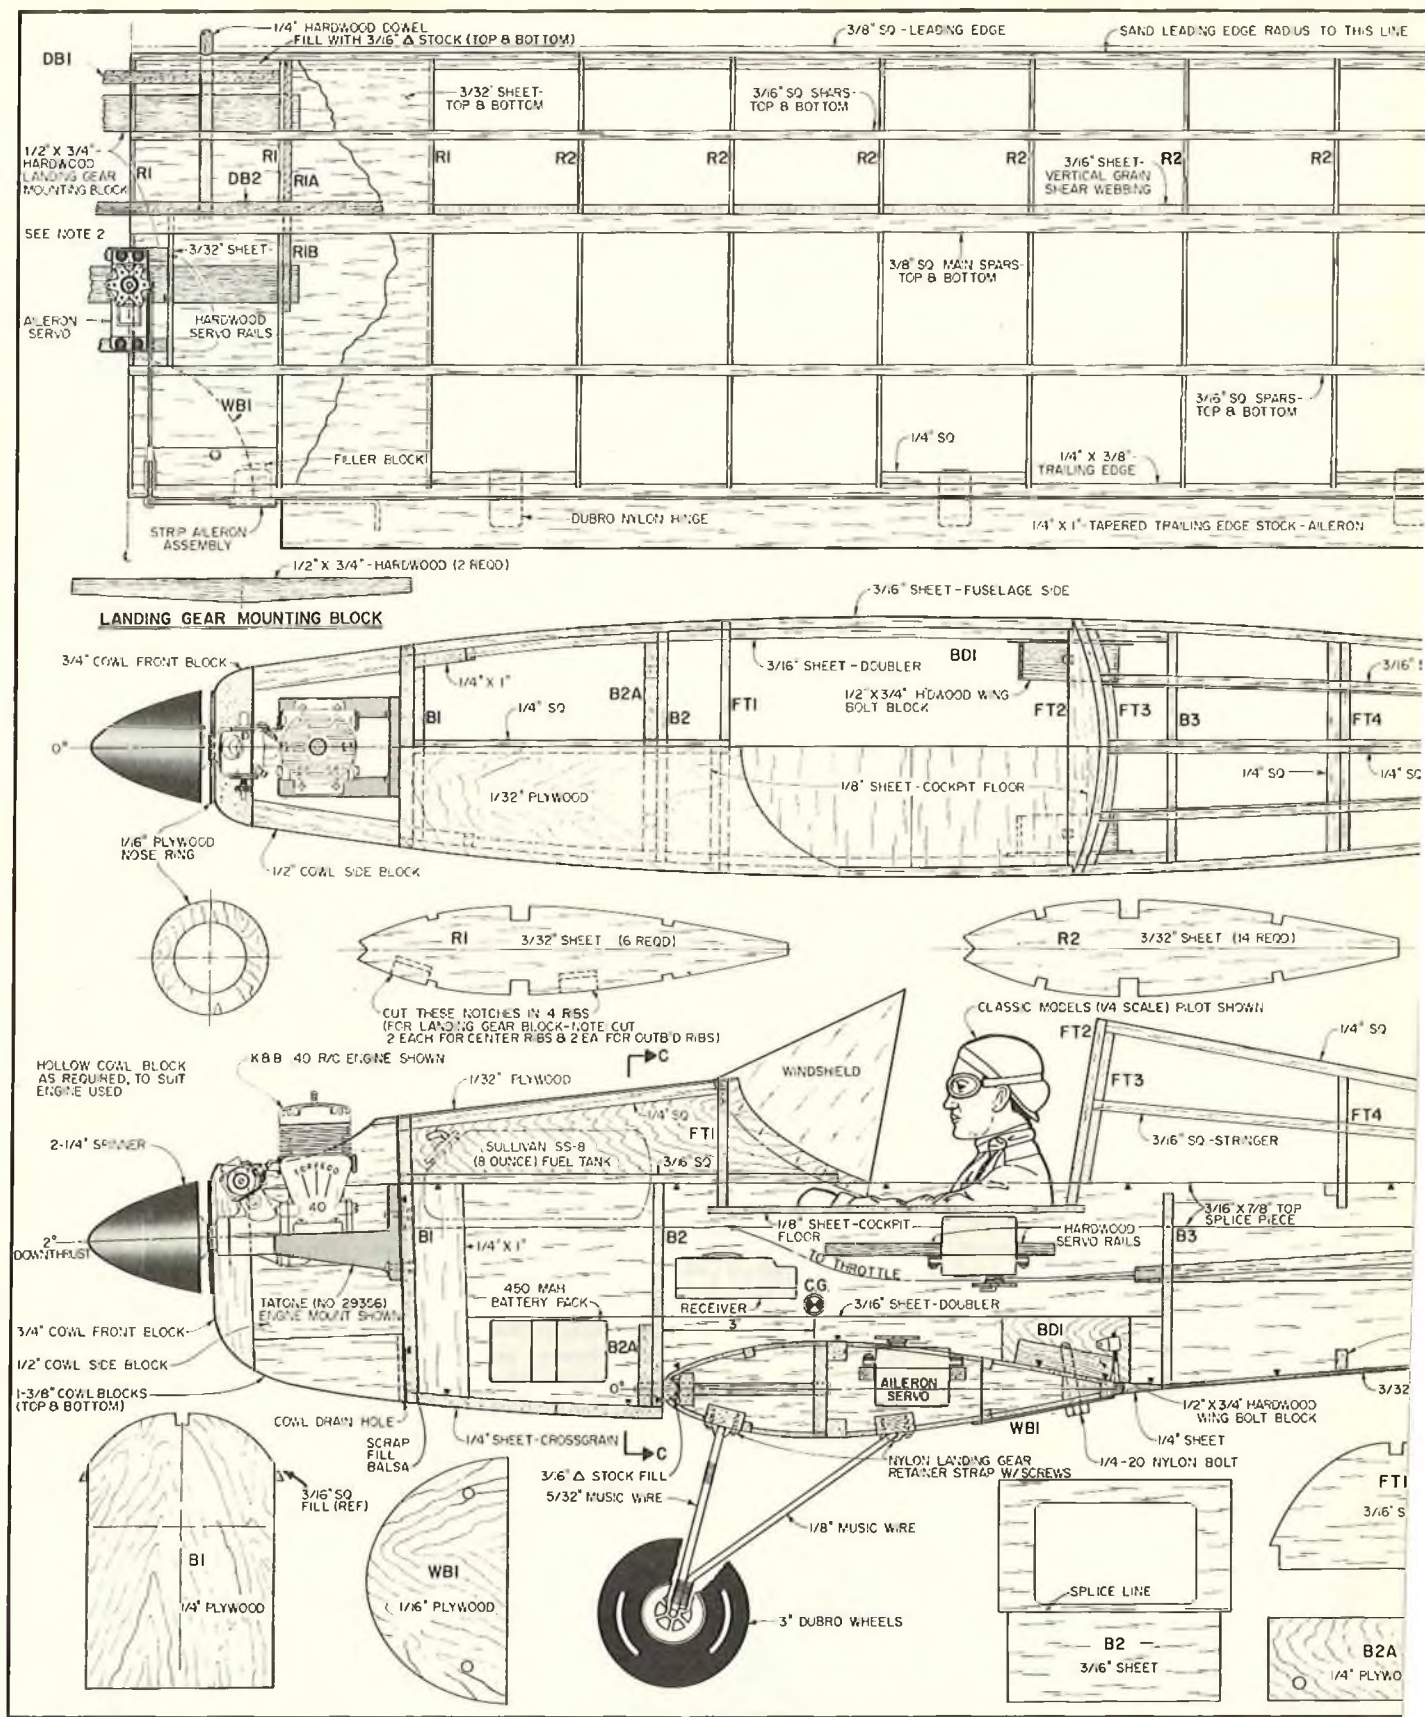 1/4" HARDWOOD DOWEL
FILL WITH 3/16" Δ STOCK (TOP & BOTTOM)
3/8" SQ - LEADING EDGE
SAND LEADING EDGE RADIUS TO THIS LINE
DB1
3/32" SHEET-
TOP & BOTTOM
3/16" SQ SPARS-
TOP & BOTTOM
1/2" X 3/4"-
HARDWOOD
LANDING GEAR
MOUNTING BLOCK
R1
R1
DB2
R1A
R1
R2
R2
R2
R2
3/16" SHEET-
VERTICAL GRAIN
SHEAR WEBBING
R2
R2
SEE NOTE 2
3/32" SHEET
R1B
3/8" SQ MAIN SPARS-
TOP & BOTTOM
AILERON
SERVO
HARDWOOD
SERVO RAILS
WB1
3/16" SQ SPARS-
TOP & BOTTOM
1/4" SQ
FILLER BLOCK
1/4" X 3/8"-
TRAILING EDGE
DUBRO NYLON HINGE
1/4" X 1"-TAPERED TRAILING EDGE STOCK-AILERON
STRIP AILERON
ASSEMBLY
1/2" X 3/4"-HARDWOOD (2 REQD)
LANDING GEAR MOUNTING BLOCK
3/16" SHEET-FUSELAGE SIDE
3/4" COWL FRONT BLOCK
1/4" X 1"
3/16" SHEET-DOUBLER
BD1
3/16"
B1
1/4" SQ
B2A
B2
FT1
1/2" X 3/4" H'DWOOD WING
BOLT BLOCK
FT2
FT3
B3
FT4
0°
1/32" PLYWOOD
1/8" SHEET-COCKPIT FLOOR
1/4" SQ
1/4" SQ
1/16" PLYWOOD
NOSE RING
1/2" COWL SIDE BLOCK
R1
3/32" SHEET (6 REQD)
R2
3/32" SHEET (14 REQD)
CUT THESE NOTCHES IN 4 RIBS
(FOR LANDING GEAR BLOCK-NOTE CUT
2 EACH FOR CENTER RIBS & 2 EA FOR OUTB'D RIBS)
CLASSIC MODELS (1/4 SCALE) PILOT SHOWN
FT2
1/4" SQ
HOLLOW COWL BLOCK
AS REQUIRED, TO SUIT
ENGINE USED
K&B 40 R/C ENGINE SHOWN
C
1/32" PLYWOOD
WINDSHIELD
FT3
1/4" SQ
FT4
2-1/4" SPINNER
SULLIVAN SS-8
(8 OUNCE) FUEL TANK
FT1
3/16 SQ
3/16" SQ-STRINGER
TORPEDO
40
2°
DOWNTHRUST
B1
1/4" X 1"
B2
1/8" SHEET-COCKPIT
FLOOR
HARDWOOD
SERVO RAILS
3/16" X 7/8" TOP
SPLICE PIECE
B3
TO THROTTLE
TATONE (NO 29356)
ENGINE MOUNT SHOWN
450 MAH
BATTERY PACK
RECEIVER
C.G.
3/16" SHEET-DOUBLER
3"
3/4" COWL FRONT BLOCK
1/2" COWL SIDE BLOCK
B2A
BD1
1-3/8" COWL BLOCKS
(TOP & BOTTOM)
0°
AILERON
SERVO
3/32
COWL DRAIN HOLE
WB1
1/2" X 3/4" HARDWOOD
WING BOLT BLOCK
SCRAP
FILL
BALSA
1/4" SHEET-CROSSGRAIN
C
1/4" SHEET
3/16" Δ STOCK FILL
NYLON LANDING GEAR
RETAINER STRAP W/SCREWS
1/4-20 NYLON BOLT
3/16" SQ
FILL (REF)
5/32" MUSIC WIRE
FT1
3/16" S
1/8" MUSIC WIRE
B1
1/4" PLYWOOD
WB1
1/16" PLYWOOD
SPLICE LINE
3" DUBRO WHEELS
B2
3/16" SHEET
B2A
1/4" PLYWO